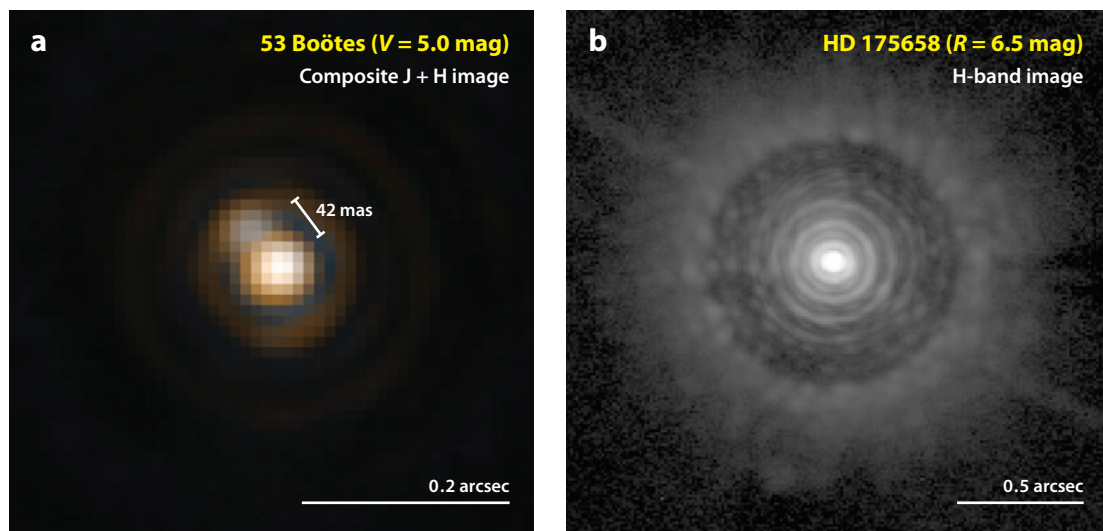 a
53 Boötes (V = 5.0 mag)
Composite J + H image
42 mas
0.2 arcsec
b
HD 175658 (R = 6.5 mag)
H-band image
0.5 arcsec